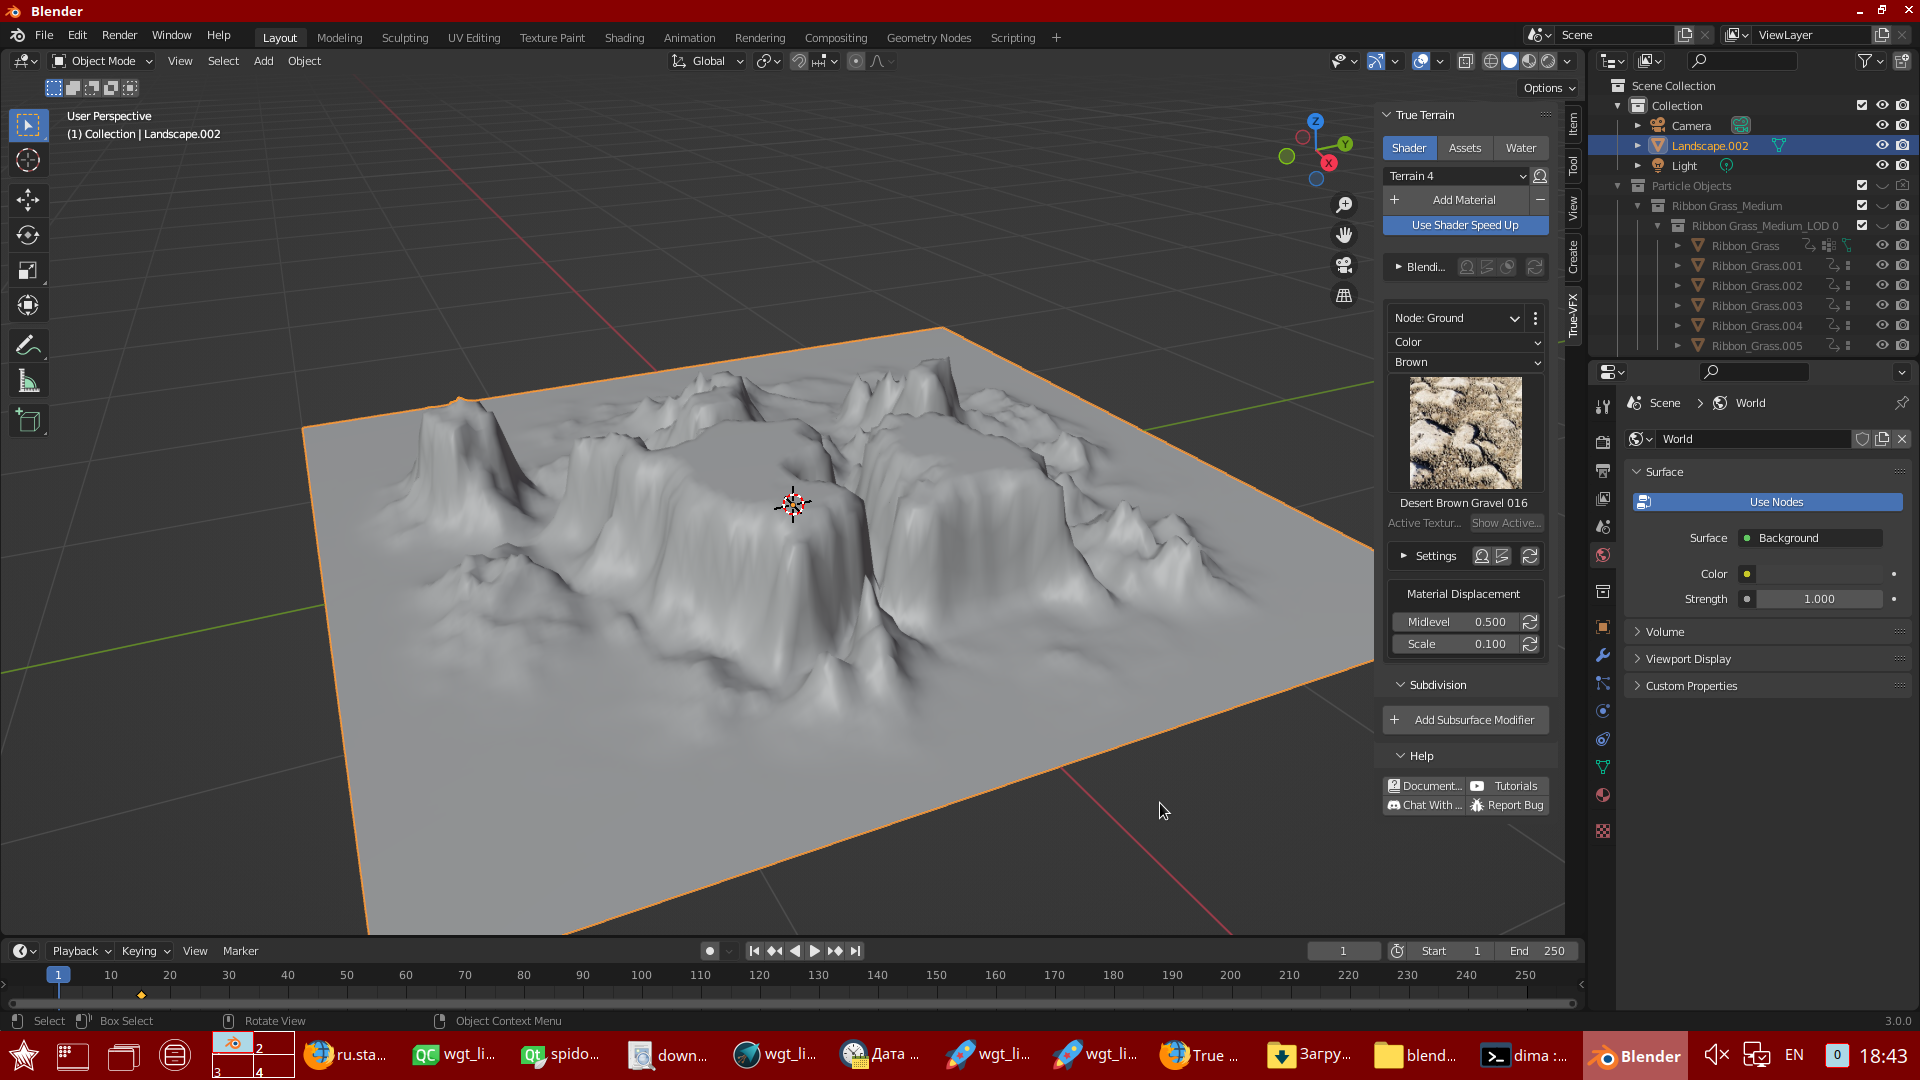 Blender
File Edit Render Window Help
Layout Modeling Sculpting UV Editing Texture Paint Shading Animation Rendering Compositing Geometry Nodes Scripting +
Scene
ViewLayer
Object Mode View Select Add Object
Global
Options
User Perspective
(1) Collection | Landscape.002
Z
Y
X
True Terrain
Shader Assets Water
Terrain 4
+ Add Material −
Use Shader Speed Up
Blendi...
Node: Ground
Color
Brown
Desert Brown Gravel 016
Active Textur... Show Active...
Settings
Material Displacement
Midlevel 0.500
Scale 0.100
Subdivision
+ Add Subsurface Modifier
Help
Document... Tutorials
Chat With ... Report Bug
Item
Tool
View
Create
True-VFX
Scene Collection
Collection
Camera
Landscape.002
Light
Particle Objects
Ribbon Grass_Medium
Ribbon Grass_Medium_LOD 0
Ribbon_Grass
Ribbon_Grass.001
Ribbon_Grass.002
Ribbon_Grass.003
Ribbon_Grass.004
Ribbon_Grass.005
Scene > World
World
Surface
Use Nodes
Surface Background
Color
Strength 1.000
Volume
Viewport Display
Custom Properties
Playback Keying View Marker
1 Start 1 End 250
1 10 20 30 40 50 60 70 80 90 100 110 120 130 140 150 160 170 180 190 200 210 220 230 240 250
Select Box Select Rotate View Object Context Menu 3.0.0
2
3 4
ru.sta... QC wgt_li... Qt spido... down... wgt_li... Дата ... wgt_li... wgt_li... True ... Загру... blend... dima :... Blender EN 0 18:43